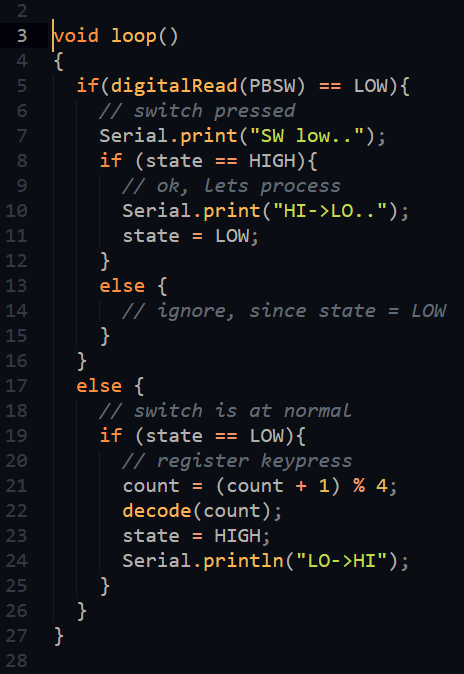 2
3 void loop()
4 {
5 if(digitalRead(PBSW) == LOW){
6 // switch pressed
7 Serial.print("SW low..");
8 if (state == HIGH){
9 // ok, lets process
10 Serial.print("HI->LO..");
11 state = LOW;
12 }
13 else {
14 // ignore, since state = LOW
15 }
16 }
17 else {
18 // switch is at normal
19 if (state == LOW){
20 // register keypress
21 count = (count + 1) % 4;
22 decode(count);
23 state = HIGH;
24 Serial.println("LO->HI");
25 }
26 }
27 }
28